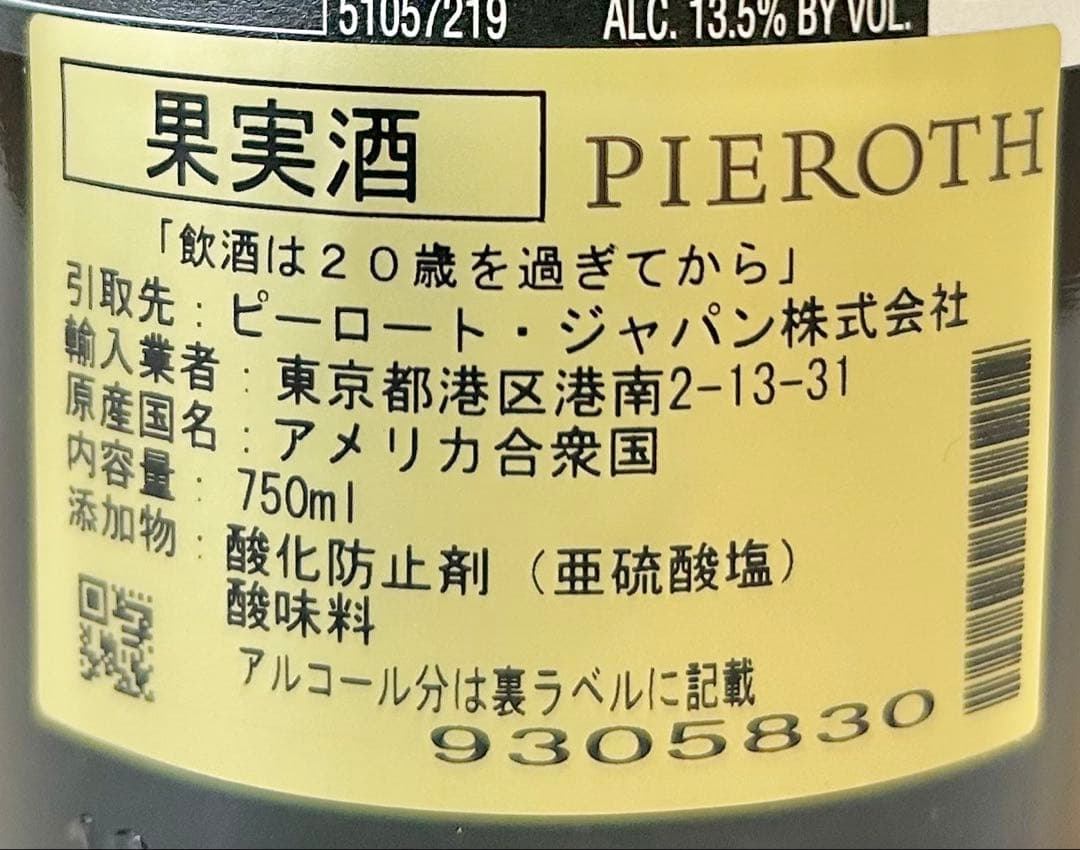 51057219 ALC. 13.5% BY VOL.
果実酒 PIEROTH
「飲酒は20歳を過ぎてから」
引取先：ピーロート・ジャパン株式会社
輸入業者：東京都港区港南2-13-31
原産国名：アメリカ合衆国
内容量：750ml
添加物：酸化防止剤（亜硫酸塩）
酸味料
アルコール分は裏ラベルに記載
9305830